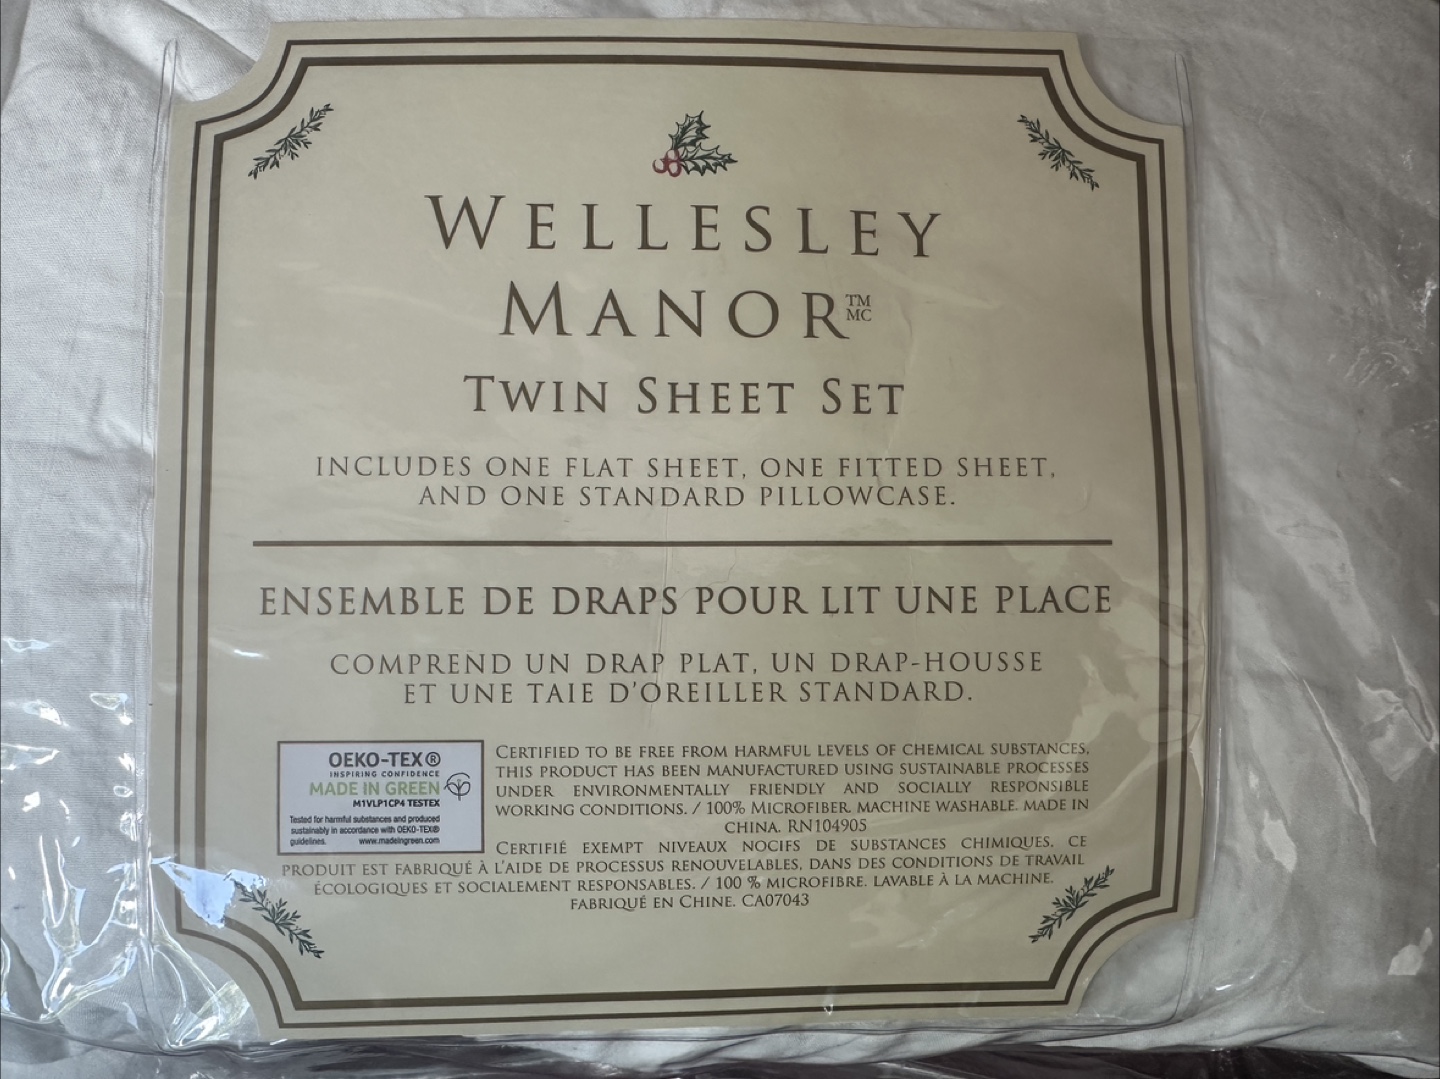 WELLESLEY
MANOR™
MC
TWIN SHEET SET
INCLUDES ONE FLAT SHEET, ONE FITTED SHEET,
AND ONE STANDARD PILLOWCASE.
ENSEMBLE DE DRAPS POUR LIT UNE PLACE
COMPREND UN DRAP PLAT, UN DRAP-HOUSSE
ET UNE TAIE D'OREILLER STANDARD.
OEKO-TEX®
INSPIRING CONFIDENCE
MADE IN GREEN
M1VLP1CP4 TESTEX
Tested for harmful substances and produced
sustainably in accordance with OEKO-TEX®
guidelines. www.madeingreen.com
CERTIFIED TO BE FREE FROM HARMFUL LEVELS OF CHEMICAL SUBSTANCES,
THIS PRODUCT HAS BEEN MANUFACTURED USING SUSTAINABLE PROCESSES
UNDER ENVIRONMENTALLY FRIENDLY AND SOCIALLY RESPONSIBLE
WORKING CONDITIONS. / 100% MICROFIBER, MACHINE WASHABLE. MADE IN
CHINA. RN104905
CERTIFIÉ EXEMPT NIVEAUX NOCIFS DE SUBSTANCES CHIMIQUES, CE
PRODUIT EST FABRIQUÉ À L'AIDE DE PROCESSUS RENOUVELABLES, DANS DES CONDITIONS DE TRAVAIL
ÉCOLOGIQUES ET SOCIALEMENT RESPONSABLES. / 100 % MICROFIBRE. LAVABLE À LA MACHINE.
FABRIQUÉ EN CHINE. CA07043